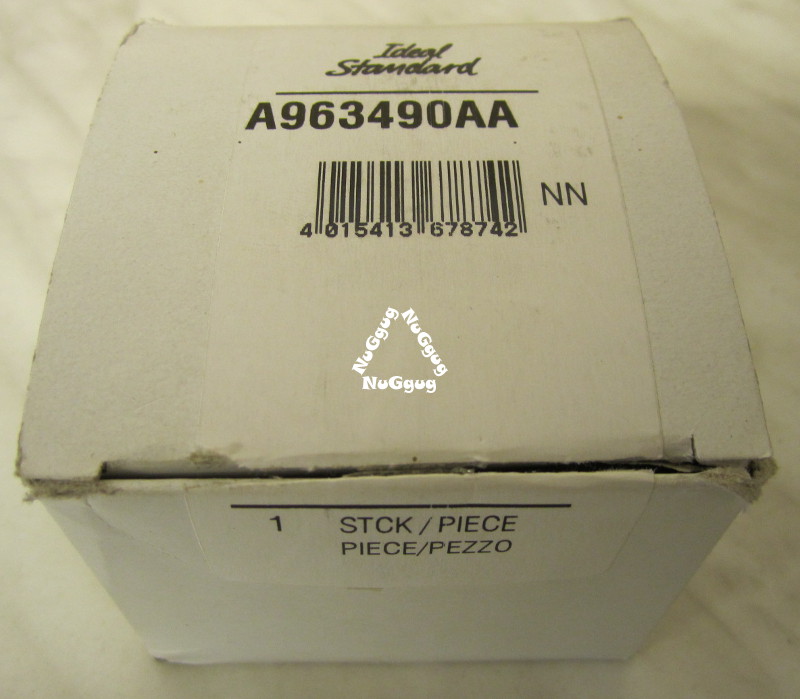 Ideal
Standard
A963490AA
NN
4 015413 678742
NuGgug
NuGgug
NuGgug
1 STCK / PIECE
PIECE/PEZZO